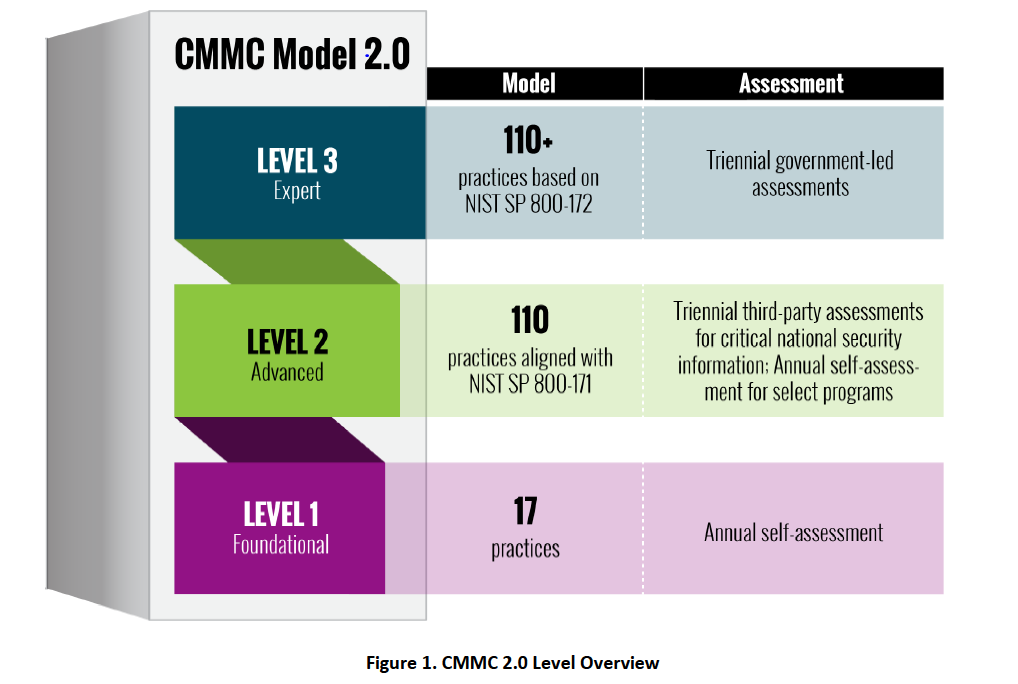 CMMC Model 2.0
Model
Assessment
LEVEL 3
Expert
110+
practices based on
NIST SP 800-172
Triennial government-led
assessments
LEVEL 2
Advanced
110
practices aligned with
NIST SP 800-171
Triennial third-party assessments
for critical national security
information; Annual self-assess-
ment for select programs
LEVEL 1
Foundational
17
practices
Annual self-assessment
Figure 1. CMMC 2.0 Level Overview